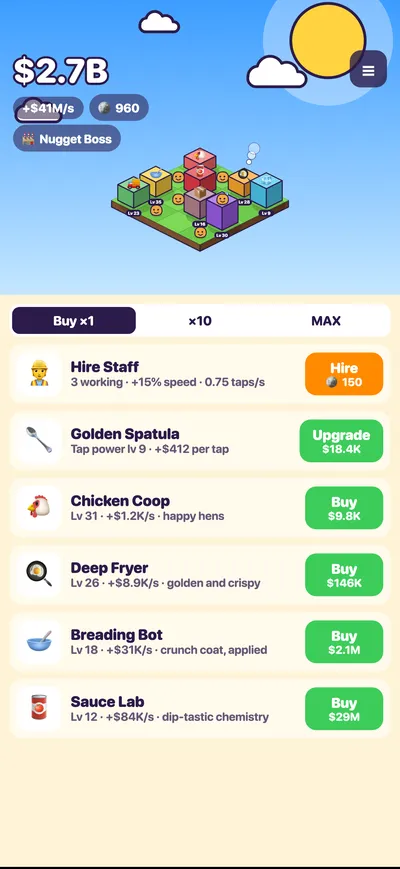 $2.7B
+$41M/s
960
Nugget Boss
Lv 35
Lv 28
Lv 23
Lv 9
Lv 16
Lv 20
Buy ×1
×10
MAX
Hire Staff
3 working · +15% speed · 0.75 taps/s
Hire
150
Golden Spatula
Tap power lv 9 · +$412 per tap
Upgrade
$18.4K
Chicken Coop
Lv 31 · +$1.2K/s · happy hens
Buy
$9.8K
Deep Fryer
Lv 26 · +$8.9K/s · golden and crispy
Buy
$146K
Breading Bot
Lv 18 · +$31K/s · crunch coat, applied
Buy
$2.1M
Sauce Lab
Lv 12 · +$84K/s · dip-tastic chemistry
Buy
$29M